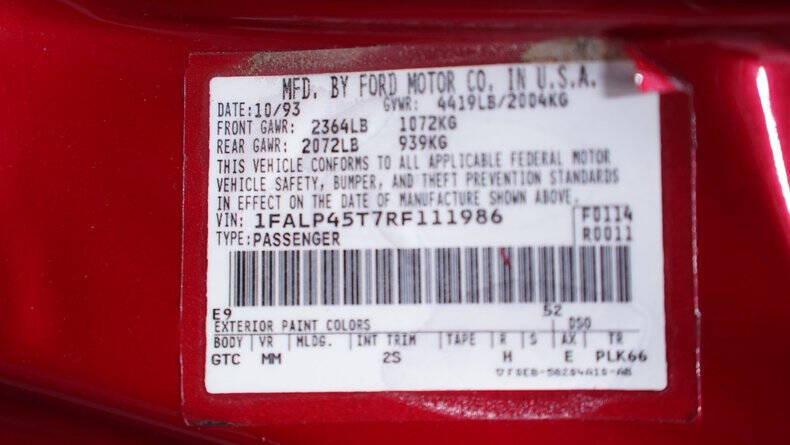 MFD. BY FORD MOTOR CO. IN U.S.A.
DATE: 10/93 GVWR: 4419LB/2004KG
FRONT GAWR: 2364LB 1072KG
REAR GAWR: 2072LB 939KG
THIS VEHICLE CONFORMS TO ALL APPLICABLE FEDERAL MOTOR
VEHICLE SAFETY, BUMPER, AND THEFT PREVENTION STANDARDS
IN EFFECT ON THE DATE OF MANUFACTURE SHOWN ABOVE.
VIN: 1FALP45T7RF111986 F0114
TYPE: PASSENGER R0011
E9 52
EXTERIOR PAINT COLORS DSO
BODY VR MLDG. INT TRIM TAPE R S AX TR
GTC MM 2S H E PLK66